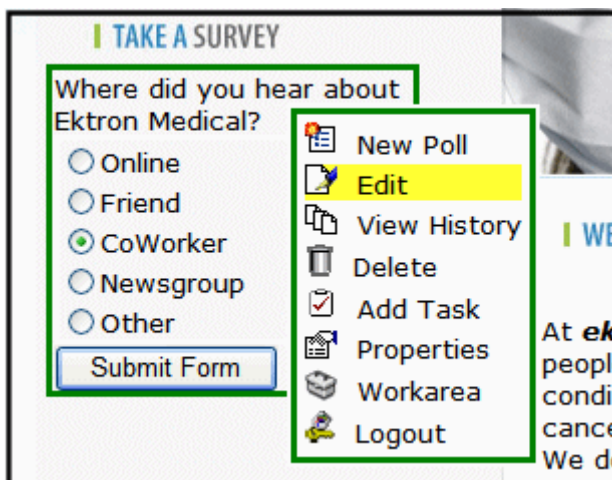 TAKE A SURVEY
Where did you hear about
Ektron Medical?
Online
Friend
CoWorker
Newsgroup
Other
Submit Form
New Poll
Edit
View History
Delete
Add Task
Properties
Workarea
Logout
WE
At ek
peopl
condi
cance
We d